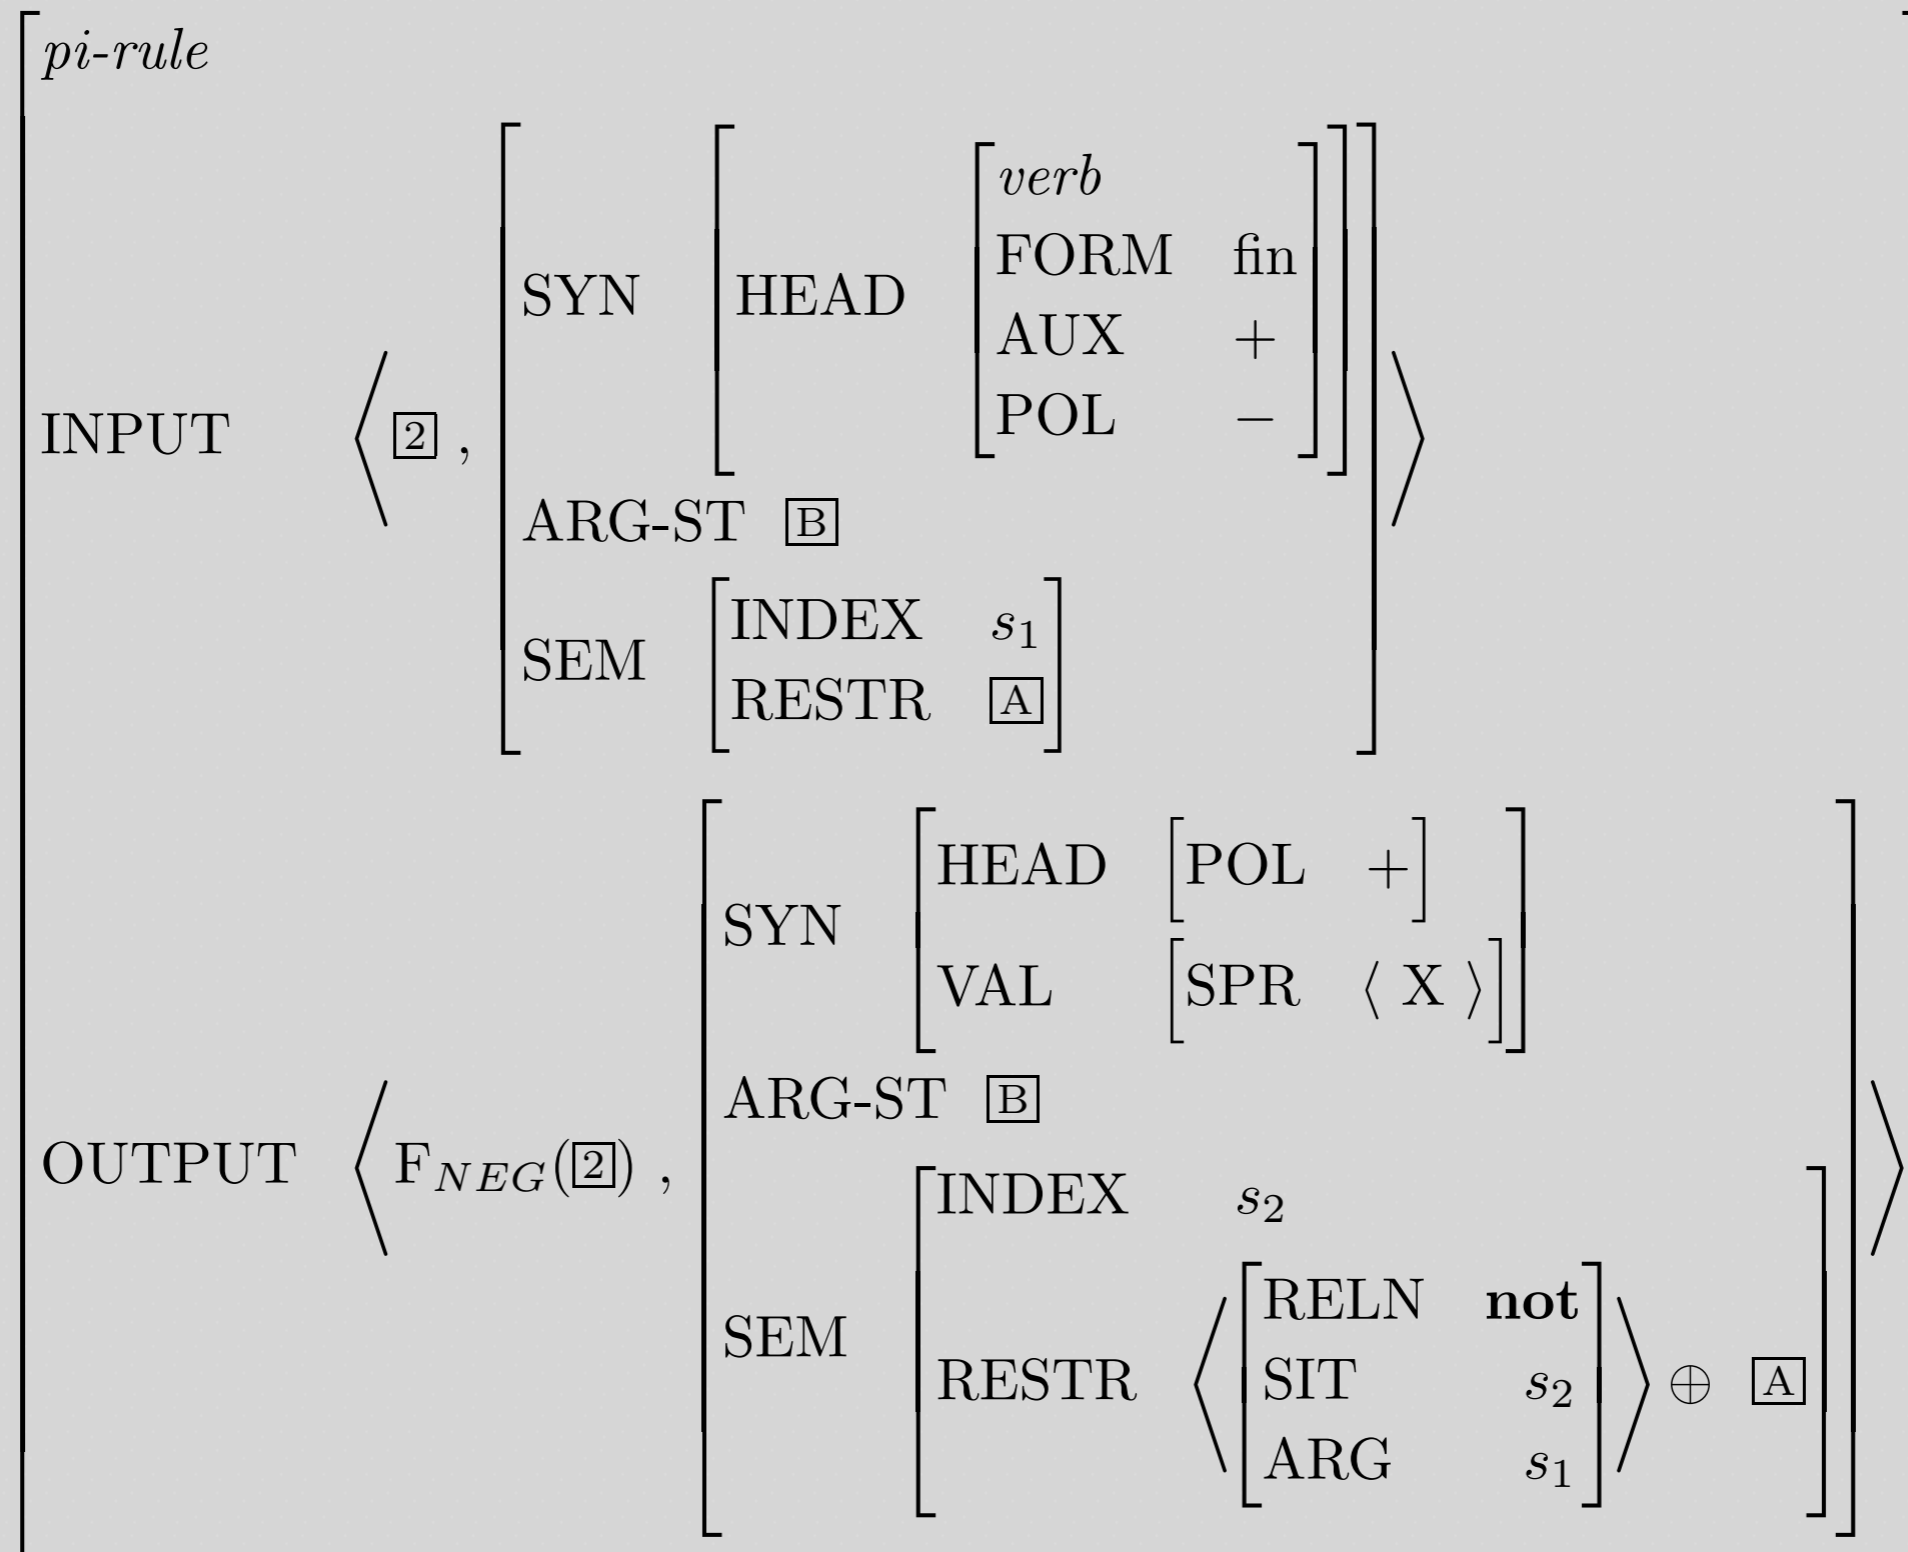 pi-rule
INPUT ⟨ 2 , SYN HEAD verb
FORM fin
AUX +
POL −
ARG-ST B
SEM INDEX s1
RESTR A ⟩
OUTPUT ⟨ FNEG(2) , SYN HEAD POL +
VAL SPR ⟨ X ⟩
ARG-ST B
SEM INDEX s2
RESTR ⟨ RELN not
SIT s2
ARG s1 ⟩ ⊕ A ⟩